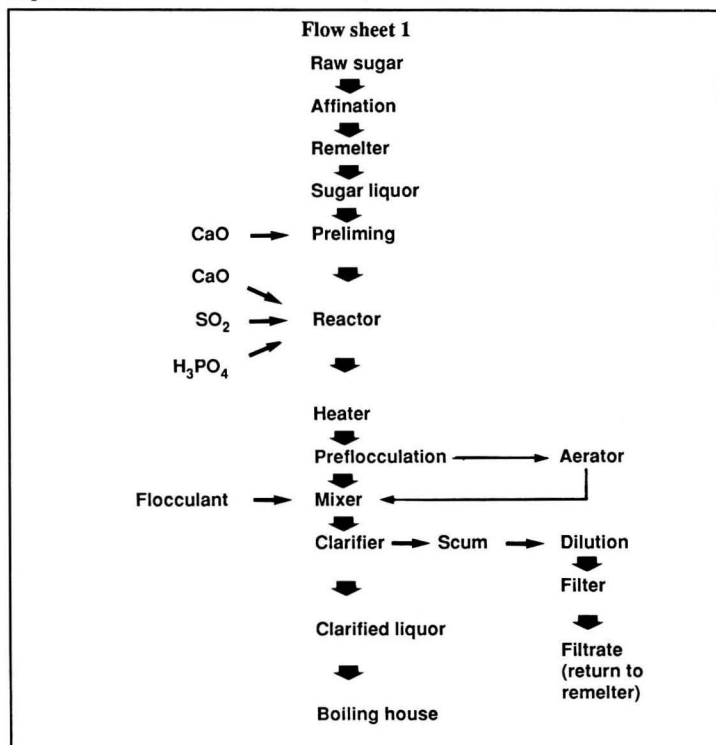 Flow sheet 1
Raw sugar
Affination
Remelter
Sugar liquor
CaO
Preliming
CaO
SO2
Reactor
H3PO4
Heater
Preflocculation
Aerator
Flocculant
Mixer
Clarifier
Scum
Dilution
Filter
Clarified liquor
Filtrate
(return to
remelter)
Boiling house